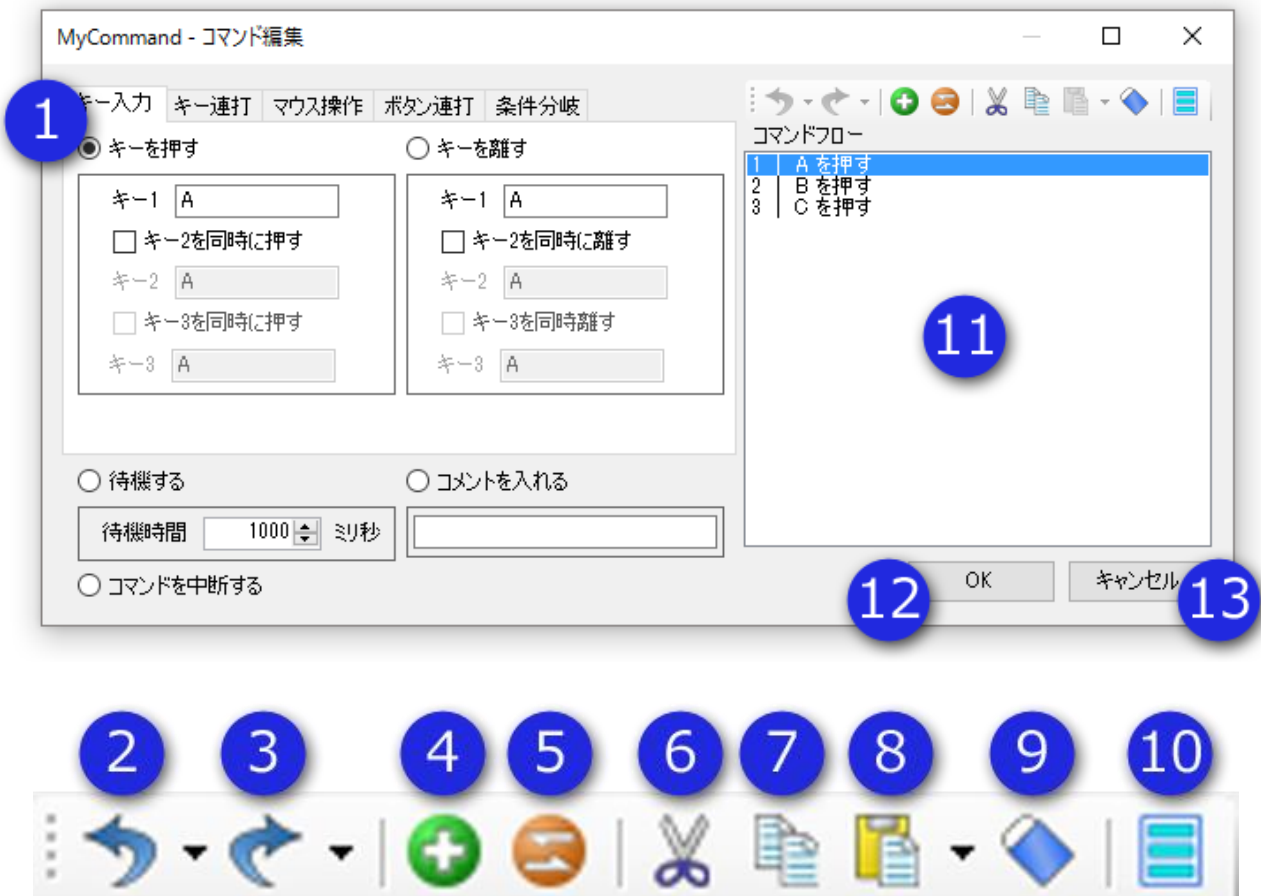 MyCommand - コマンド編集
1
キー入力 キー連打 マウス操作 ボタン連打 条件分岐
コマンドフロー
キーを押す キーを離す
1 | A を押す
2 | B を押す
3 | C を押す
キー1 A キー1 A
キー2を同時に押す キー2を同時に離す
キー2 A キー2 A
キー3を同時に押す キー3を同時離す
キー3 A キー3 A
11
待機する コメントを入れる
待機時間 1000 ミリ秒
コマンドを中断する
12 OK キャンセル 13
2 3 4 5 6 7 8 9 10